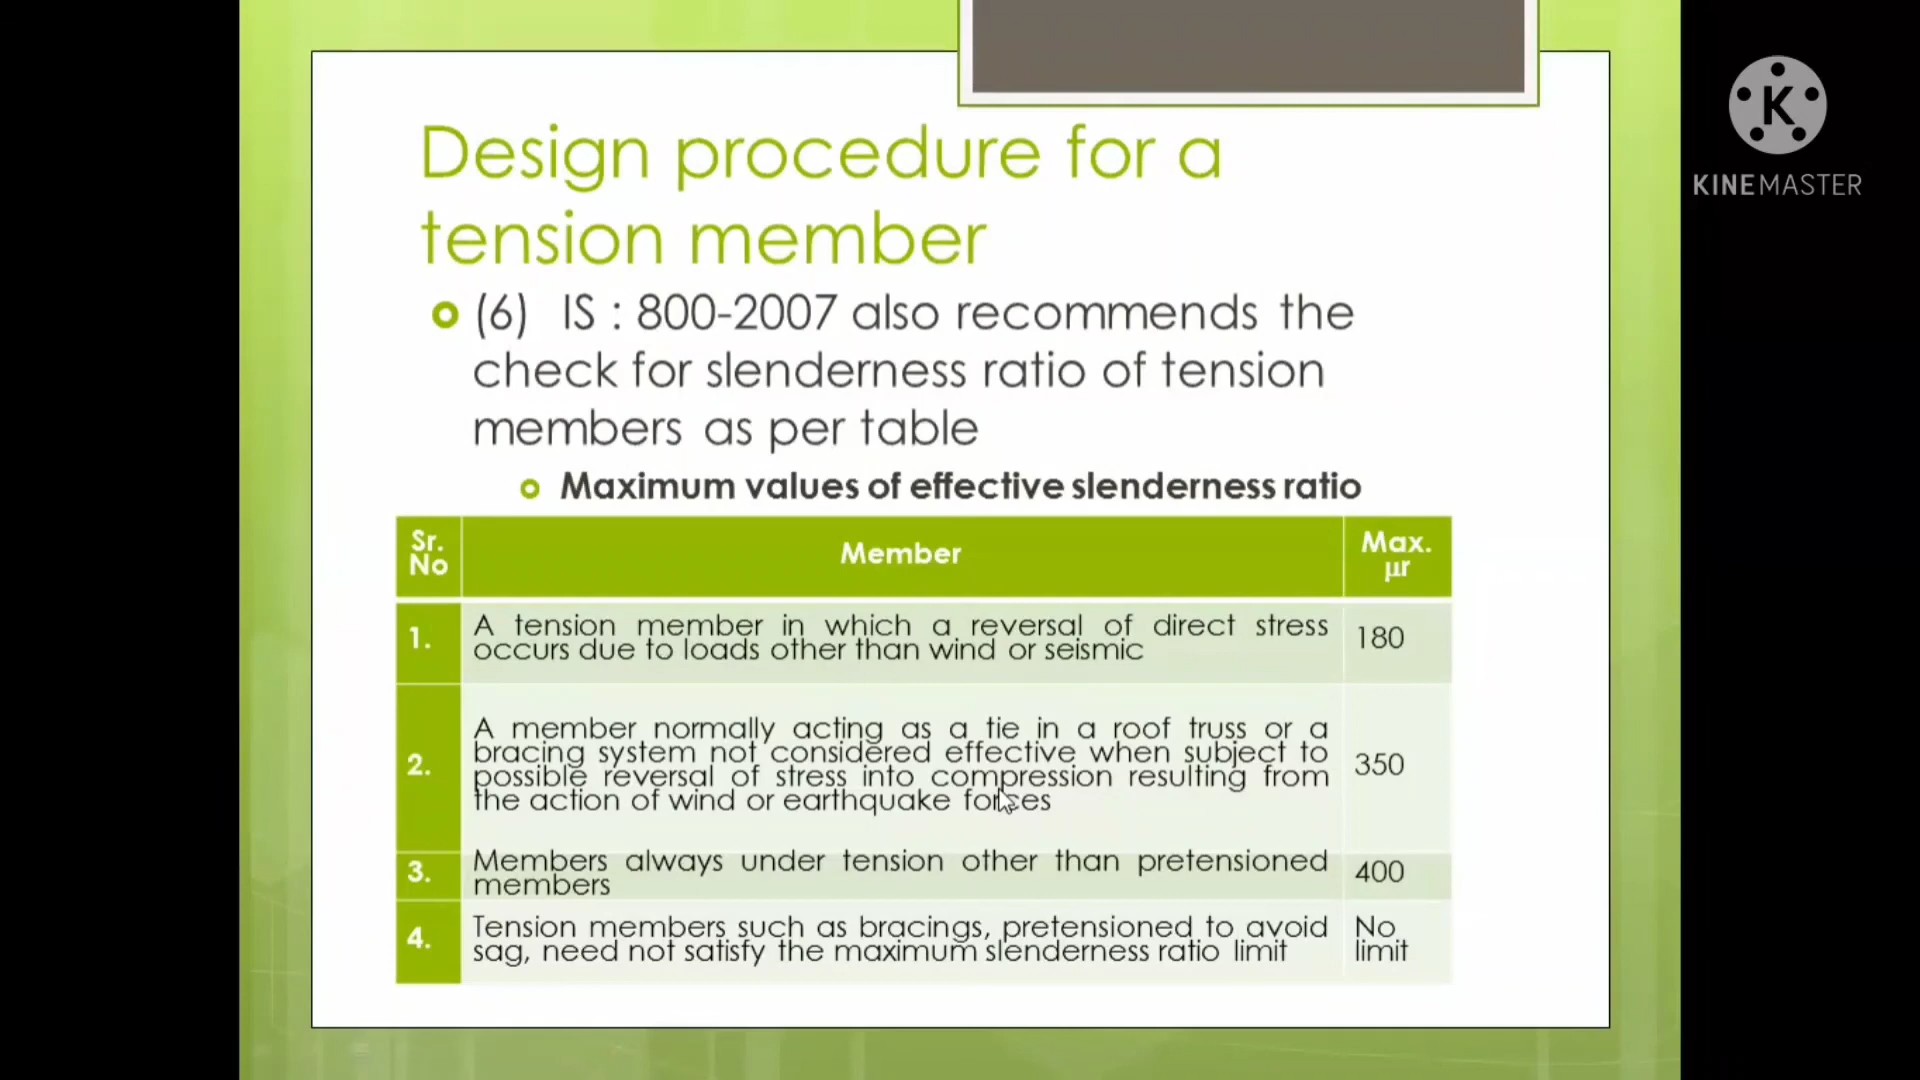 Design procedure for a
tension member
(6) IS : 800-2007 also recommends the
check for slenderness ratio of tension
members as per table
Maximum values of effective slenderness ratio
Sr.
No
Member
Max.
µr
1.
A tension member in which a reversal of direct stress
occurs due to loads other than wind or seismic
180
2.
A member normally acting as a tie in a roof truss or a
bracing system not considered effective when subject to
possible reversal of stress into compression resulting from
the action of wind or earthquake forces
350
3.
Members always under tension other than pretensioned
members
400
4.
Tension members such as bracings, pretensioned to avoid
sag, need not satisfy the maximum slenderness ratio limit
No
limit
K
KINEMASTER